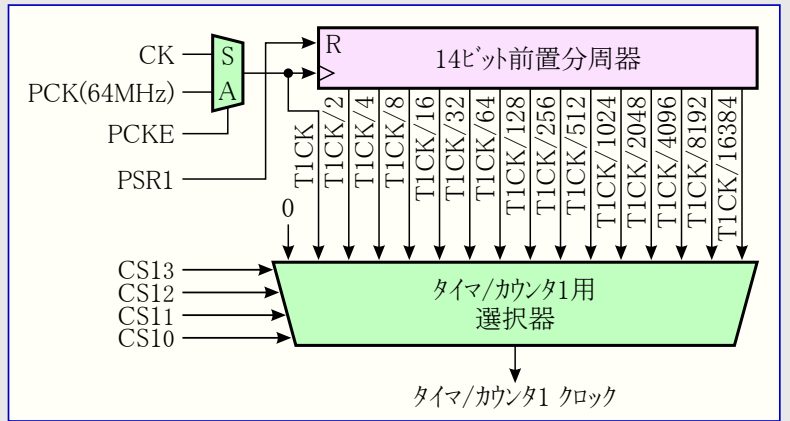 CK
PCK(64MHz)
PCKE
PSR1
S
A
R
14ﾋﾞｯﾄ前置分周器
T1CK
T1CK/2
T1CK/4
T1CK/8
T1CK/16
T1CK/32
T1CK/64
T1CK/128
T1CK/256
T1CK/512
T1CK/1024
T1CK/2048
T1CK/4096
T1CK/8192
T1CK/16384
0
CS13
CS12
CS11
CS10
ﾀｲﾏ/ｶｳﾝﾀ1用
選択器
ﾀｲﾏ/ｶｳﾝﾀ1 ｸﾛｯｸ